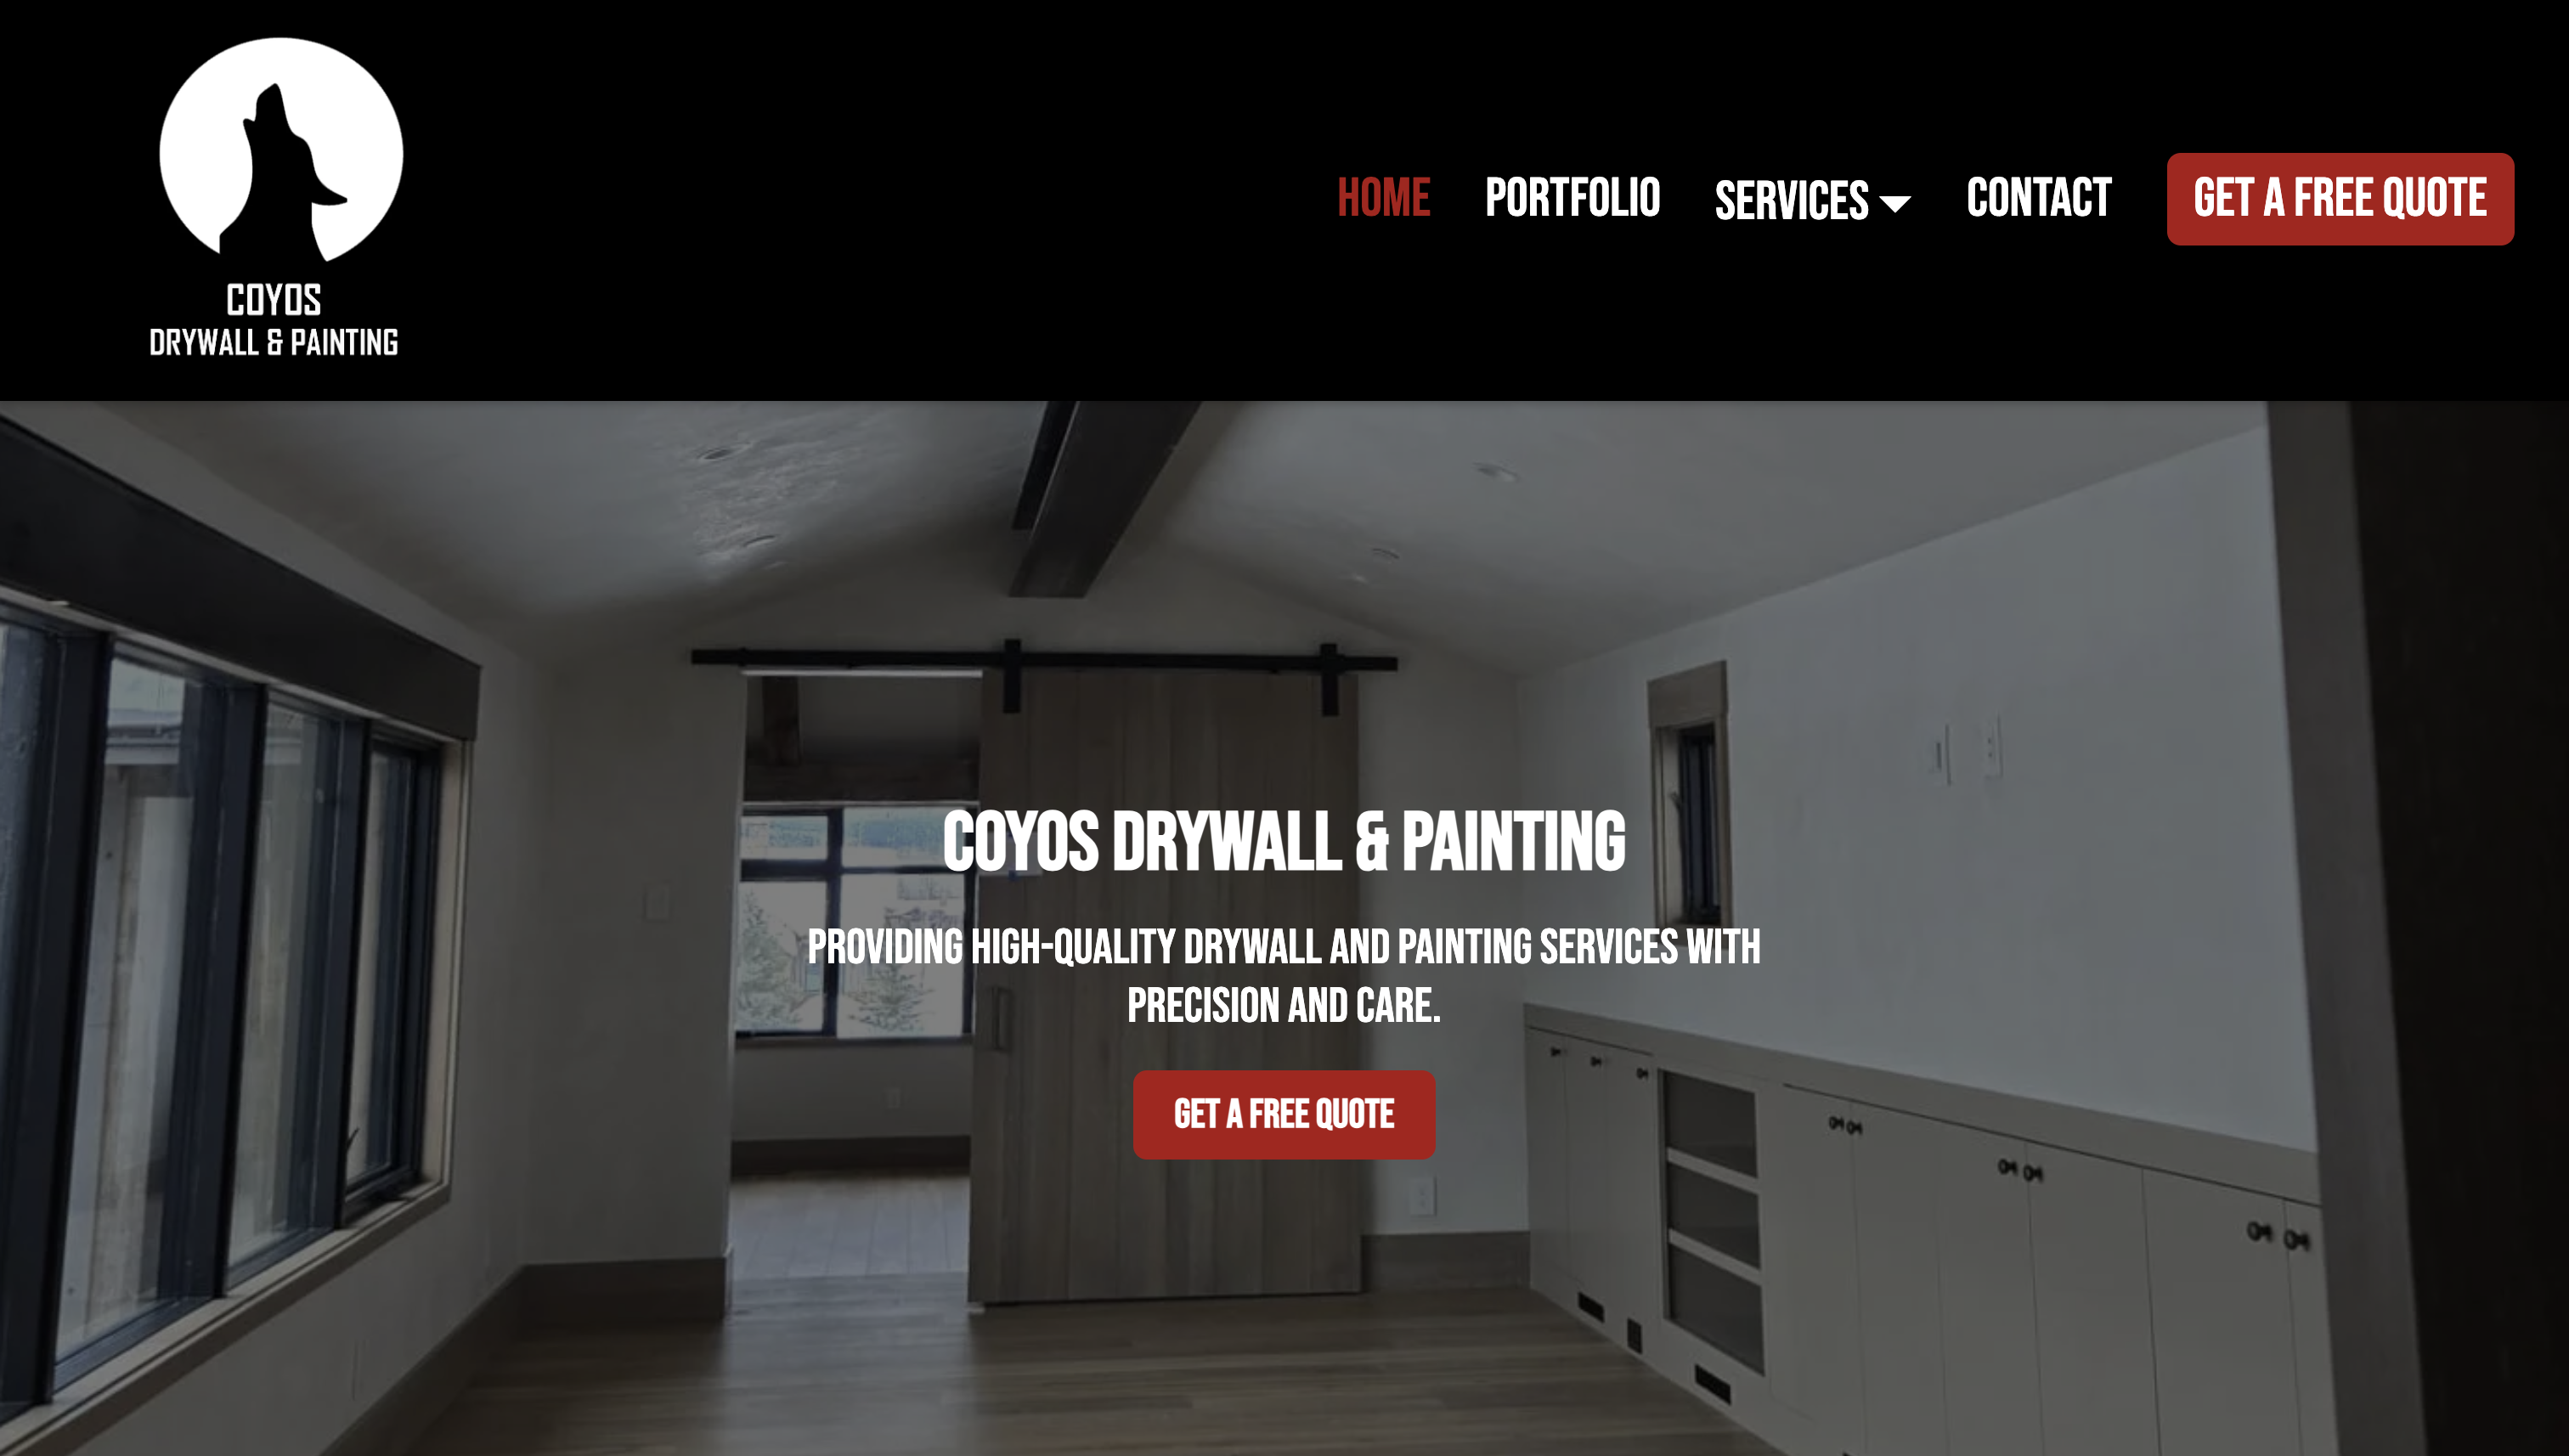 COYOS
DRYWALL & PAINTING
HOME
PORTFOLIO
SERVICES
CONTACT
GET A FREE QUOTE
COYOS DRYWALL & PAINTING
PROVIDING HIGH-QUALITY DRYWALL AND PAINTING SERVICES WITH
PRECISION AND CARE.
GET A FREE QUOTE